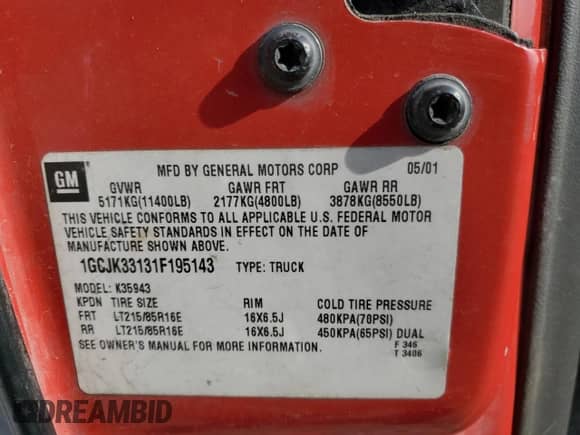 MFD BY GENERAL MOTORS CORP 05/01
GM
GVWR GAWR FRT GAWR RR
5171KG(11400LB) 2177KG(4800LB) 3878KG(8550LB)
THIS VEHICLE CONFORMS TO ALL APPLICABLE U.S. FEDERAL MOTOR
VEHICLE SAFETY STANDARDS IN EFFECT ON THE DATE OF
MANUFACTURE SHOWN ABOVE.
1GCJK33131F195143 TYPE: TRUCK
MODEL: K35943
KPDN TIRE SIZE RIM COLD TIRE PRESSURE
FRT LT215/85R16E 16X6.5J 480KPA(70PSI)
RR LT215/85R16E 16X6.5J 450KPA(65PSI) DUAL
SEE OWNER'S MANUAL FOR MORE INFORMATION. F 346
T 3406
DREAMBID